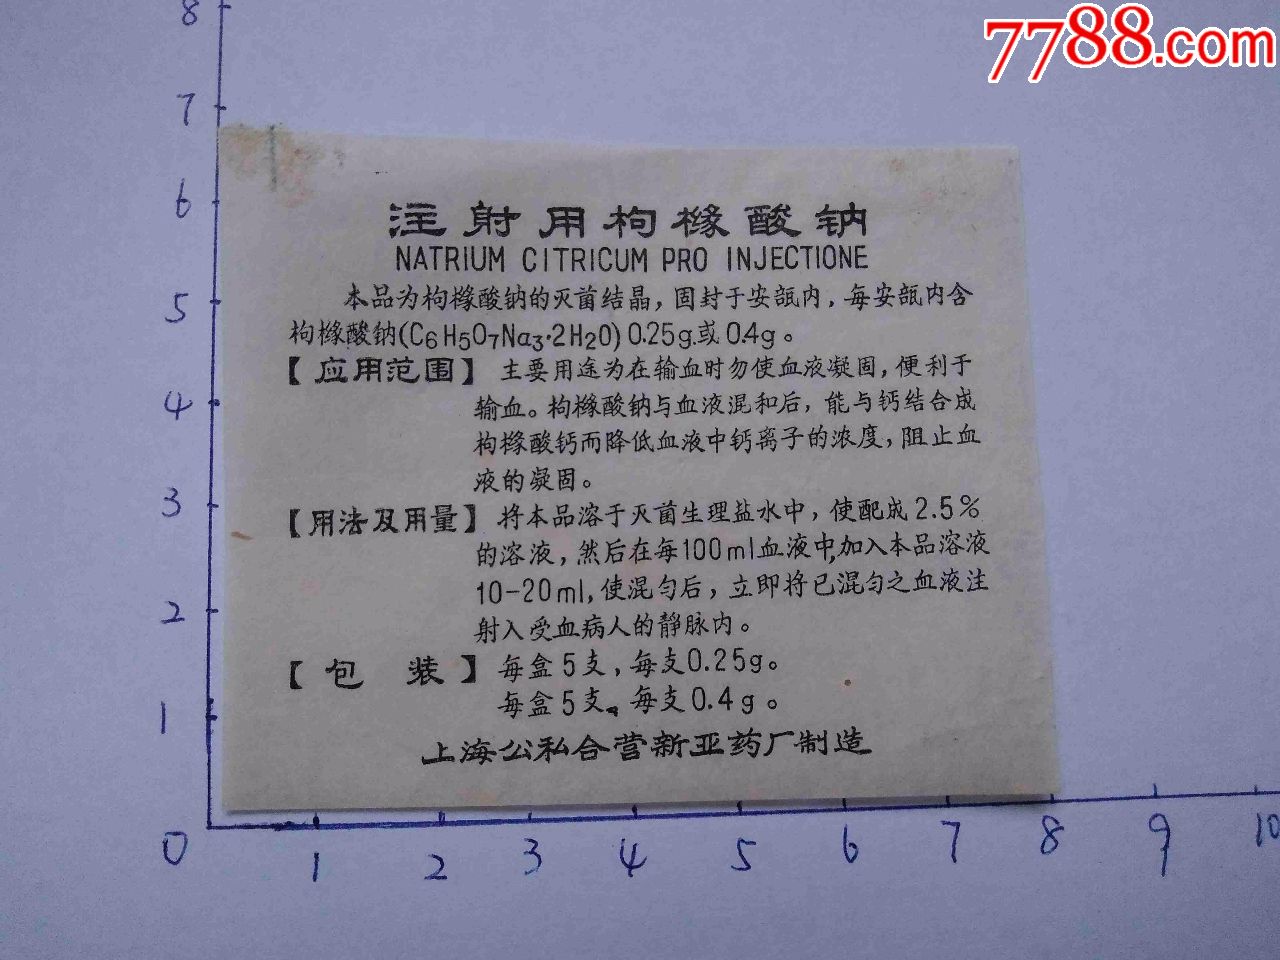 7788.com
8
7
6
5
4
3
2
1
0
1
2
3
4
5
6
7
8
9
10
注射用枸橼酸钠
NATRIUM CITRICUM PRO INJECTIONE
本品为枸橼酸钠的灭菌结晶，固封于安瓿内，每安瓿内含
枸橼酸钠(C6H5O7Na3·2H2O) 0.25g.或0.4g。
【应用范围】 主要用途为在输血时勿使血液凝固，便利于
输血。枸橼酸钠与血液混和后，能与钙结合成
枸橼酸钙而降低血液中钙离子的浓度，阻止血
液的凝固。
【用法及用量】 将本品溶于灭菌生理盐水中，使配成2.5%
的溶液，然后在每100ml血液中,加入本品溶液
10-20ml,使混匀后，立即将已混匀之血液注
射入受血病人的静脉内。
【包 装】 每盒5支，每支0.25g。
每盒5支。每支0.4g。
上海公私合营新亚药厂制造